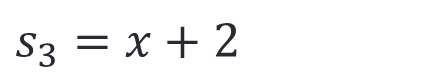 s₃ = x + 2